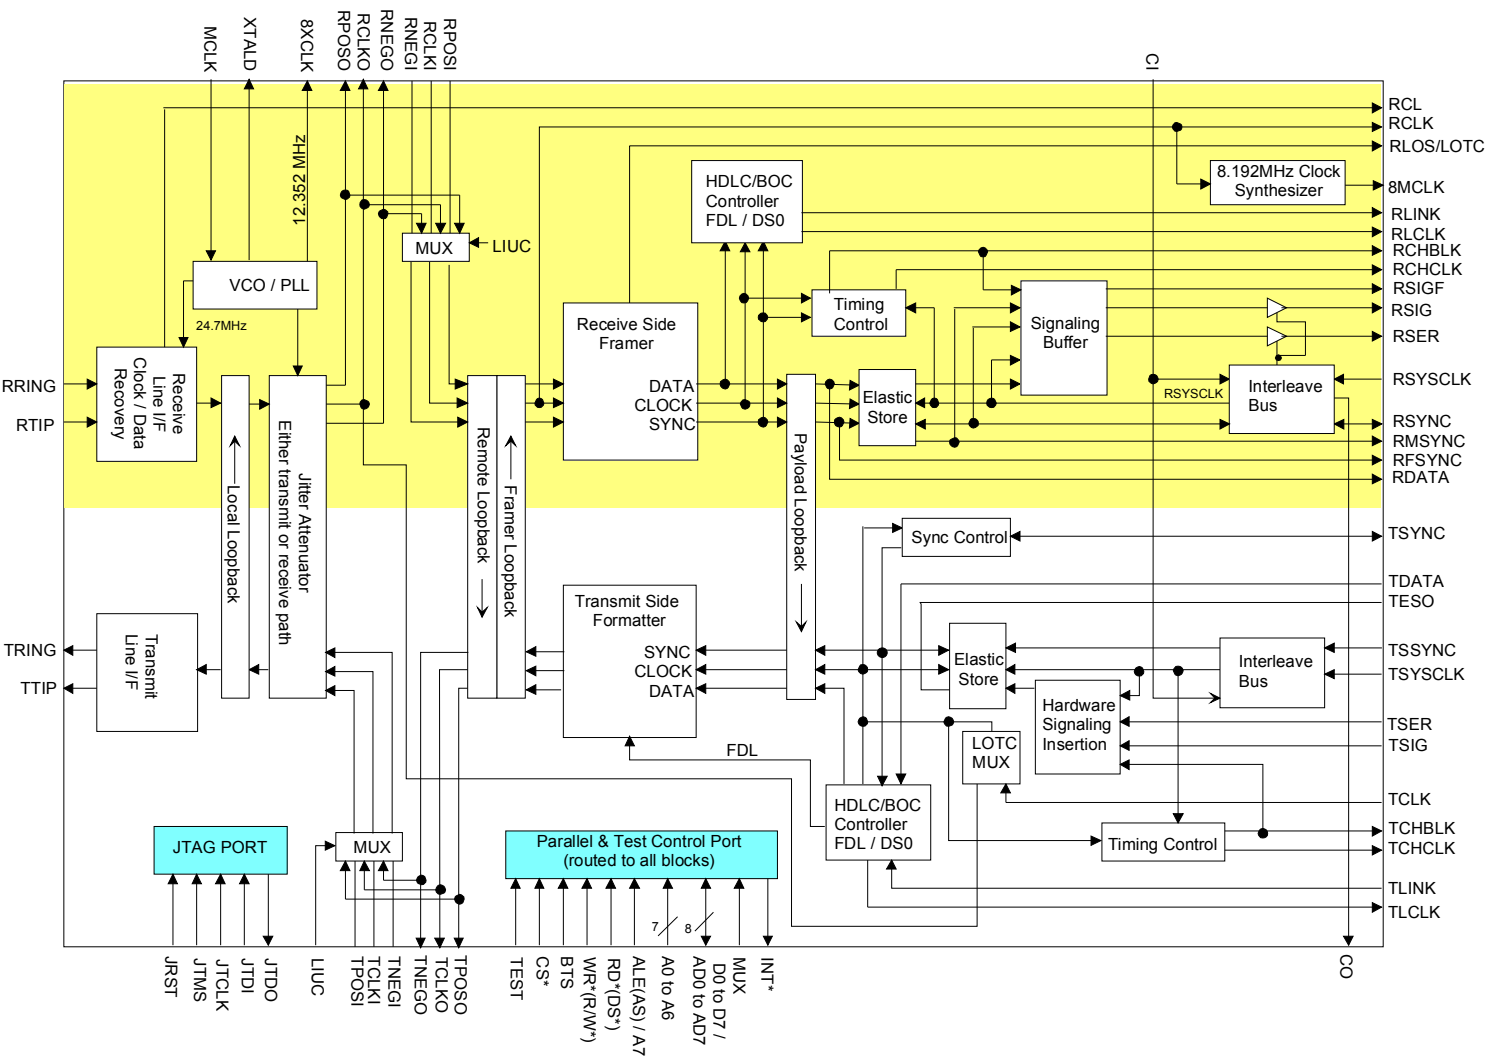 MCLK
XTALD
8XCLK
RPOSO
RCLKO
RNEGO
RNEGI
RCLKI
RPOSI
CI
12.352 MHz
RCL
RCLK
RLOS/LOTC
8.192MHz Clock
Synthesizer
8MCLK
HDLC/BOC
Controller
FDL / DS0
RLINK
RLCLK
RCHBLK
RCHCLK
RSIGF
RSIG
RSER
MUX
LIUC
VCO / PLL
24.7MHz
Timing
Control
Signaling
Buffer
Receive Side
Framer
DATA
CLOCK
SYNC
RRING
RTIP
Receive
Line I/F
Clock / Data
Recovery
Local Loopback
Jitter Attenuator
Either transmit or receive path
Remote Loopback
Framer Loopback
Payload Loopback
Elastic
Store
RSYSCLK
Interleave
Bus
RSYSCLK
RSYNC
RMSYNC
RFSYNC
RDATA
Sync Control
TSYNC
TDATA
TESO
Transmit Side
Formatter
SYNC
CLOCK
DATA
TRING
TTIP
Transmit
Line I/F
Elastic
Store
Interleave
Bus
TSSYNC
TSYSCLK
Hardware
Signaling
Insertion
TSER
TSIG
LOTC
MUX
FDL
HDLC/BOC
Controller
FDL / DS0
TCLK
Timing Control
TCHBLK
TCHCLK
TLINK
TLCLK
JTAG PORT
MUX
Parallel & Test Control Port
(routed to all blocks)
7
8
JRST
JTMS
JTCLK
JTDI
JTDO
LIUC
TPOSI
TCLKI
TNEGI
TNEGO
TCLKO
TPOSO
TEST
CS*
BTS
WR*(R/W*)
RD*(DS*)
ALE(AS) / A7
A0 to A6
D0 to D7 /
AD0 to AD7
MUX
INT*
CO